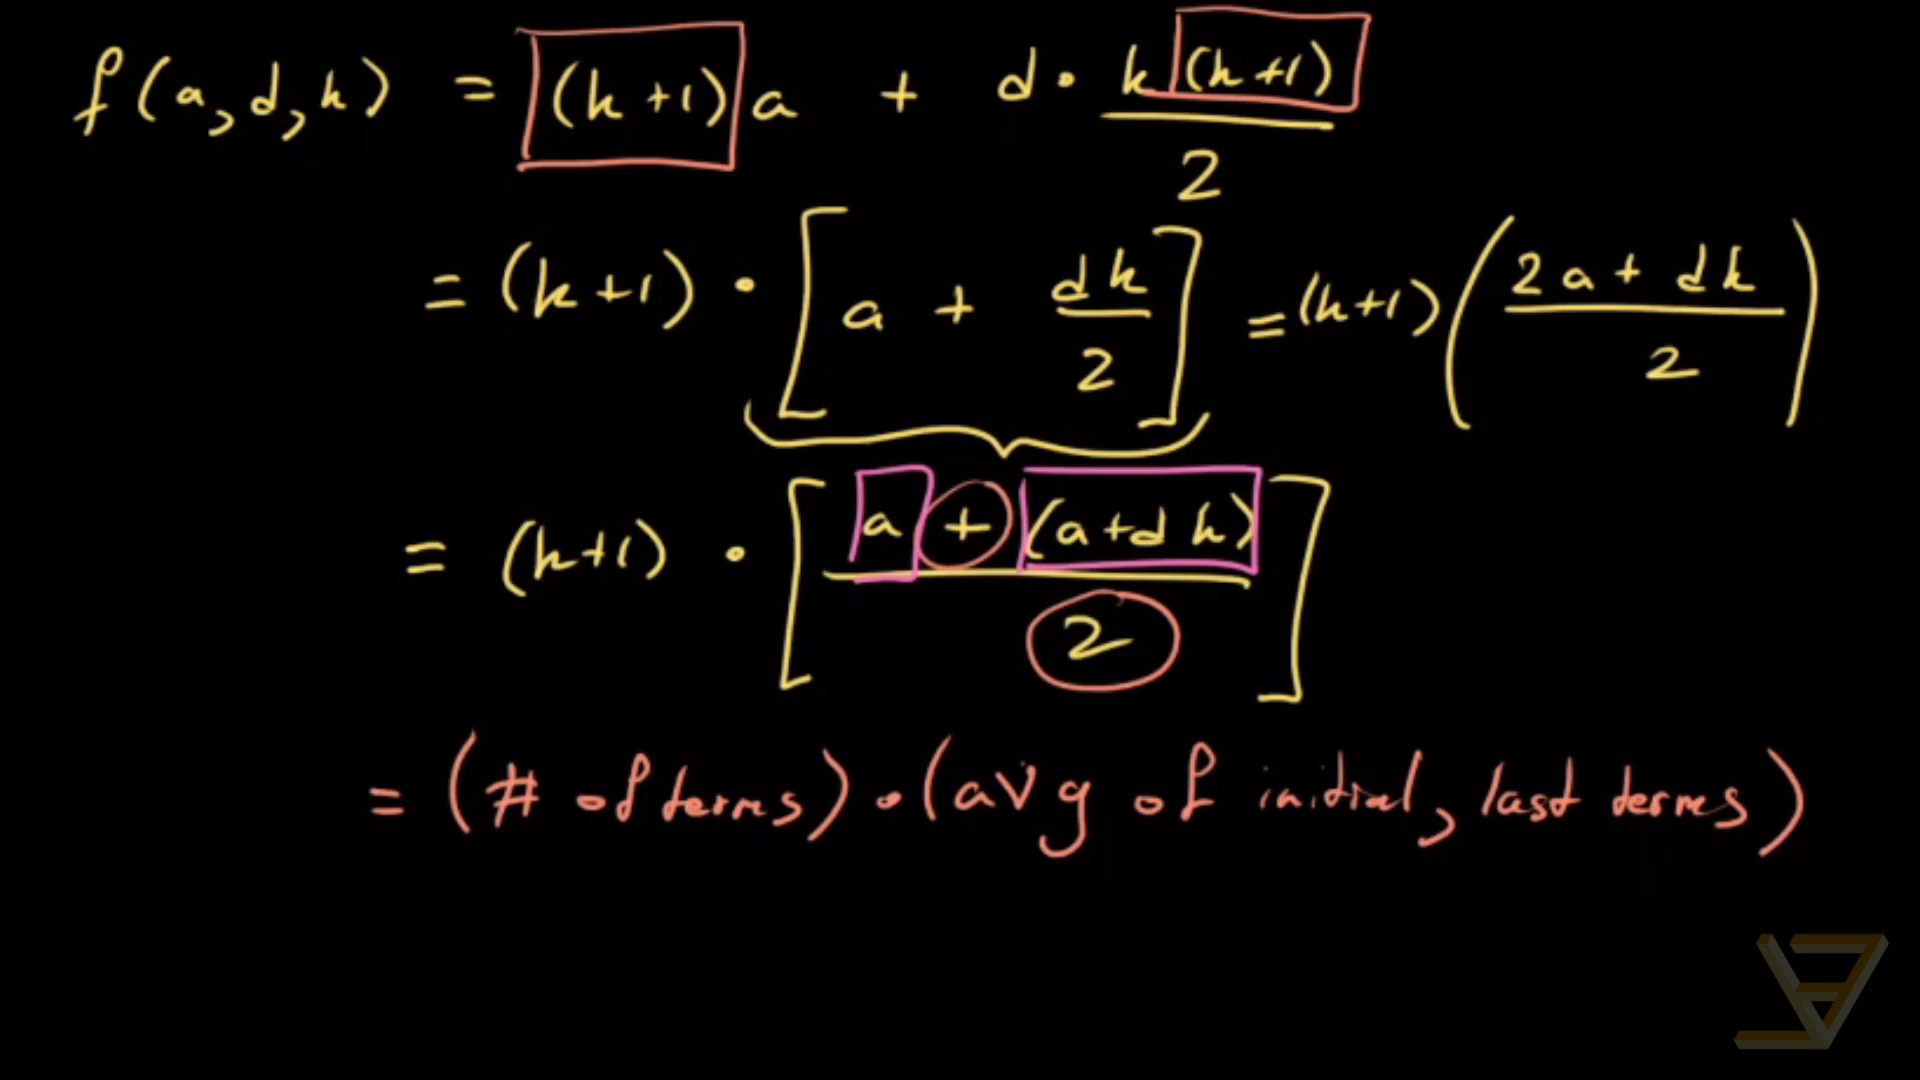 f(a,d,k) = (k+1)a + d・k(k+1)/2
= (k+1)・[a + dk/2] = (k+1)(2a+dk/2)
= (k+1)・[a+(a+dk)/2]
= (# of terms)・(avg of initial, last terms)